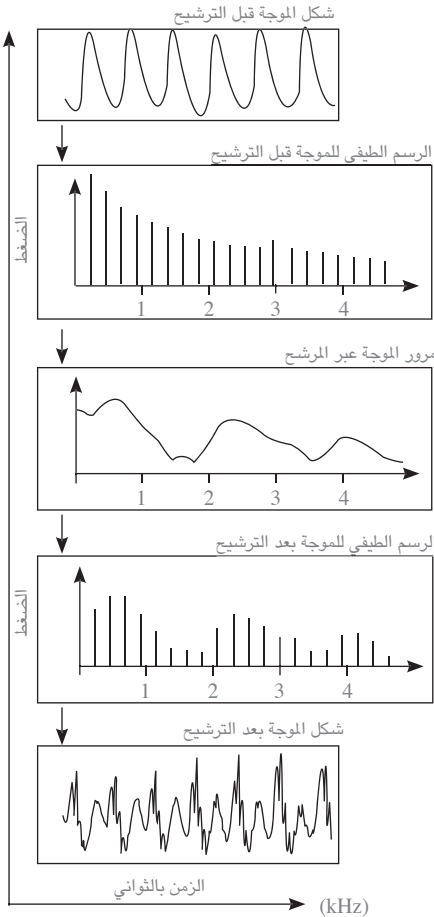 شكل الموجة قبل الترشيح
الرسم الطيفي للموجة قبل الترشيح
الضغط
1 2 3 4
مرور الموجة عبر المرشح
1 2 3 4
الرسم الطيفي للموجة بعد الترشيح
الضغط
1 2 3 4
شكل الموجة بعد الترشيح
الزمن بالثواني
(kHz)